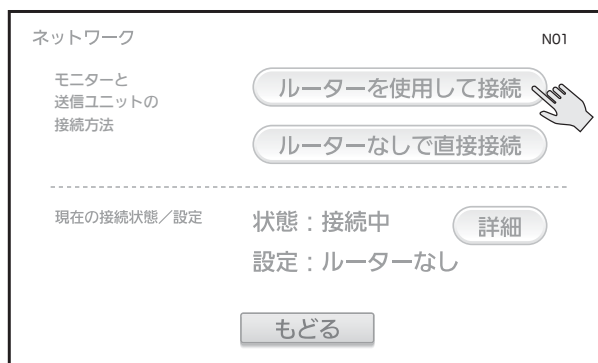 ネットワーク
N01
モニターと
送信ユニットの
接続方法
ルーターを使用して接続
ルーターなしで直接接続
現在の接続状態／設定
状態：接続中
詳細
設定：ルーターなし
もどる